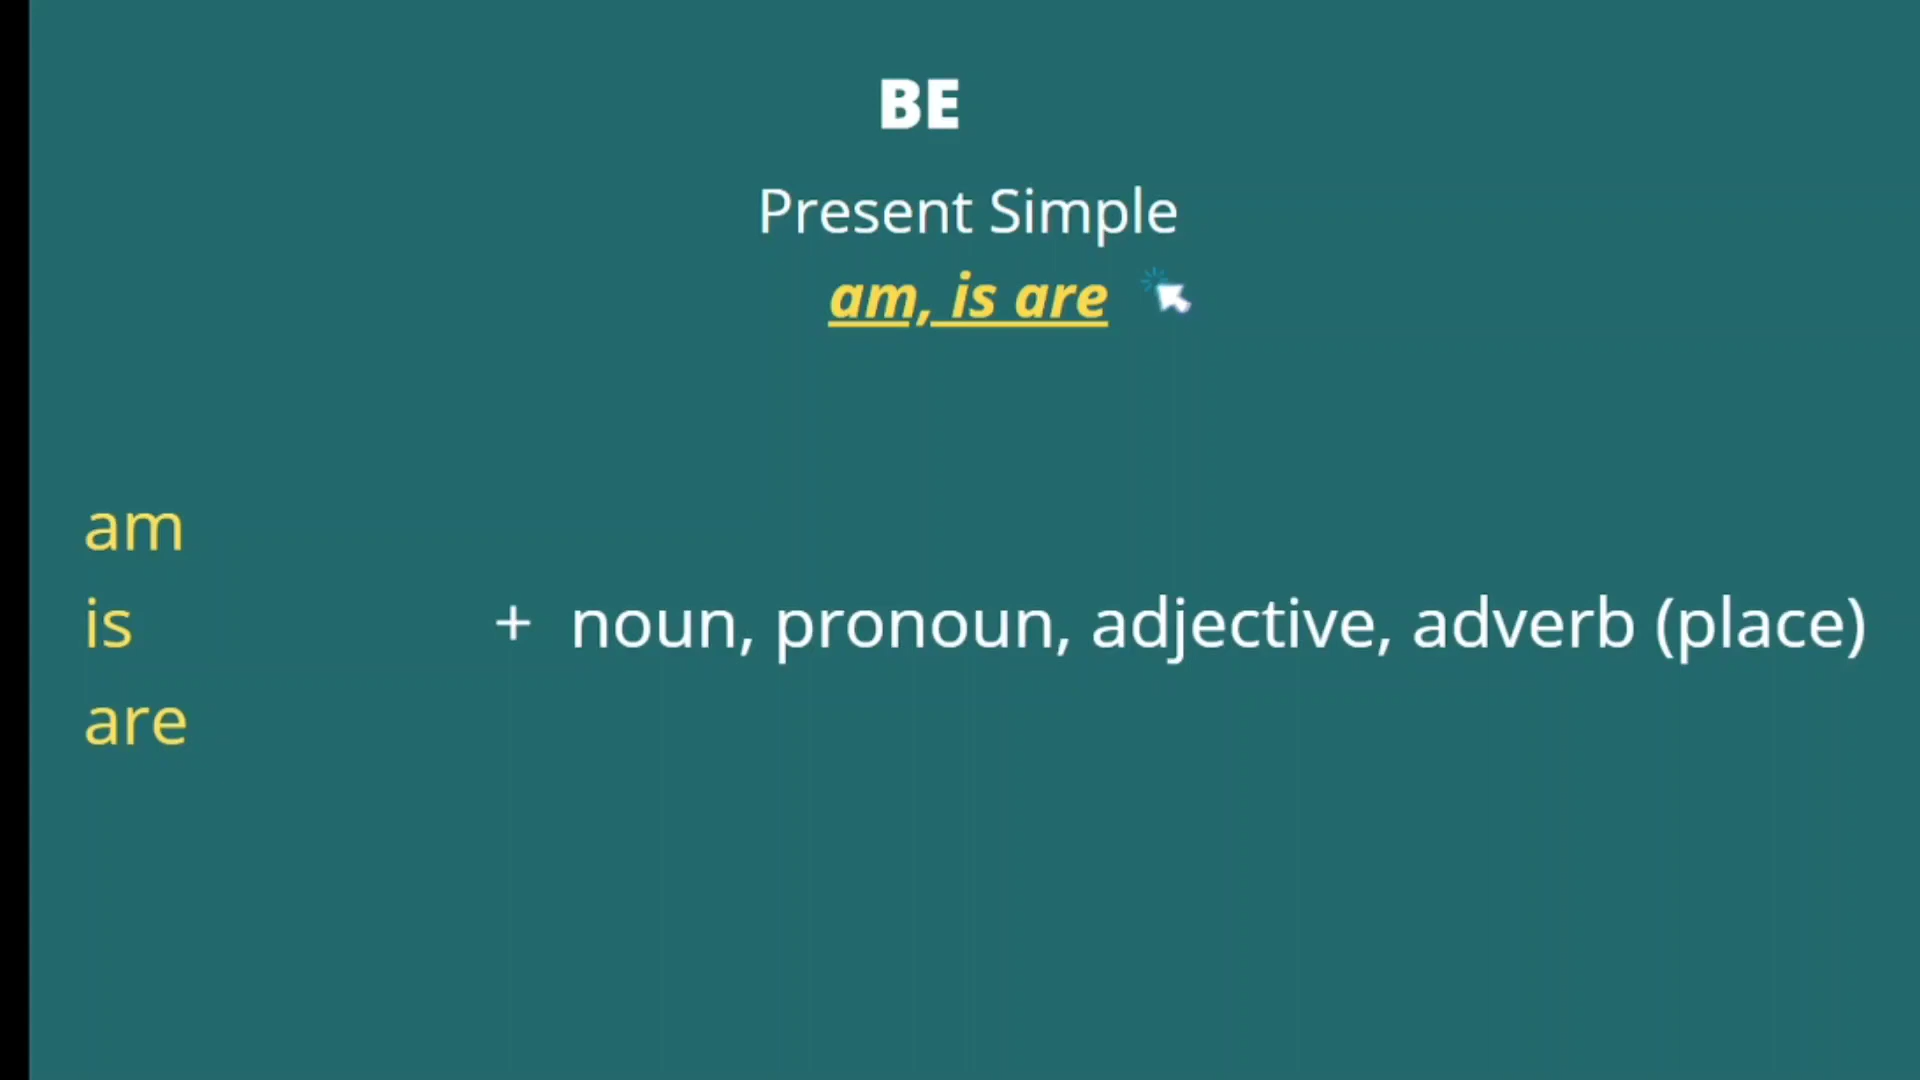 BE
Present Simple
am, is are
am
is
+ noun, pronoun, adjective, adverb (place)
are